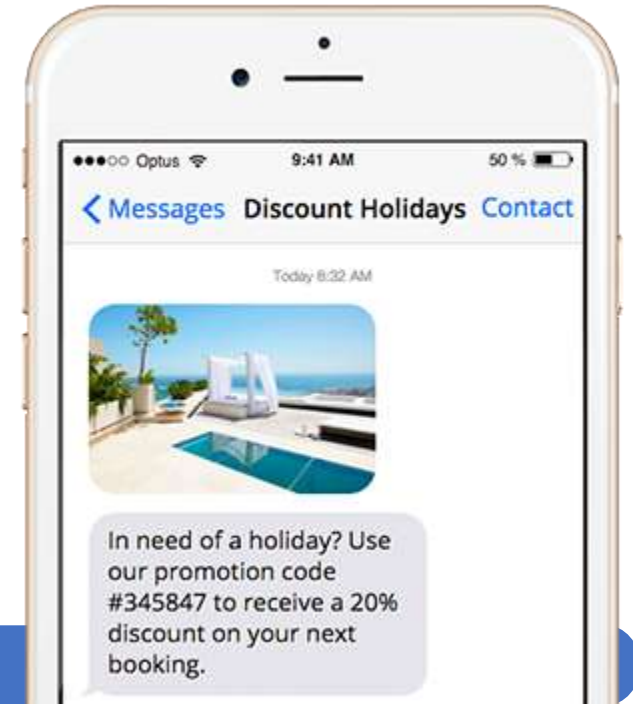 Optus 9:41 AM 50 %
Messages Discount Holidays Contact
Today 8:32 AM
In need of a holiday? Use
our promotion code
#345847 to receive a 20%
discount on your next
booking.